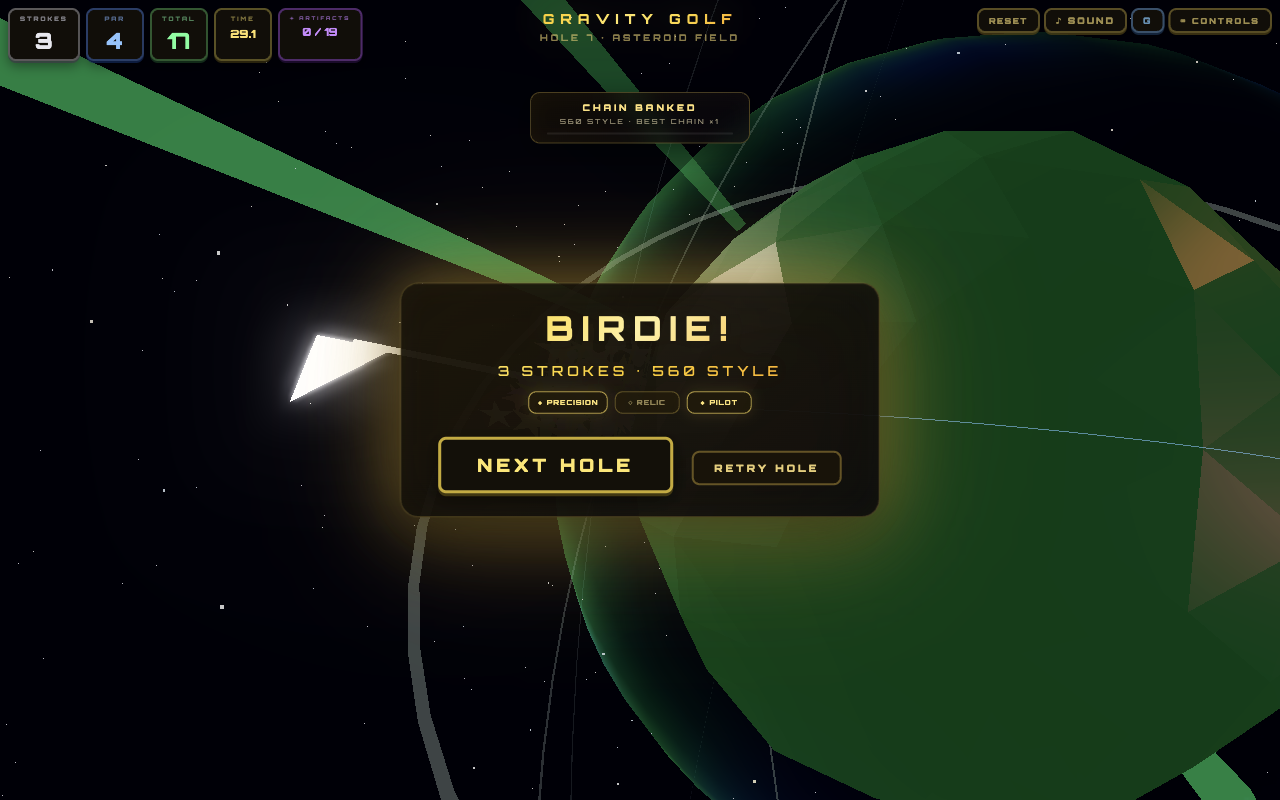 STROKES
3
PAR
4
TOTAL
17
TIME
29.1
✦ ARTIFACTS
0 / 19
GRAVITY GOLF
HOLE 7 · ASTEROID FIELD
RESET
♪ SOUND
G
≡ CONTROLS
CHAIN BANKED
560 STYLE · BEST CHAIN ×1
BIRDIE!
3 STROKES · 560 STYLE
◆ PRECISION
◇ RELIC
◆ PILOT
NEXT HOLE
RETRY HOLE